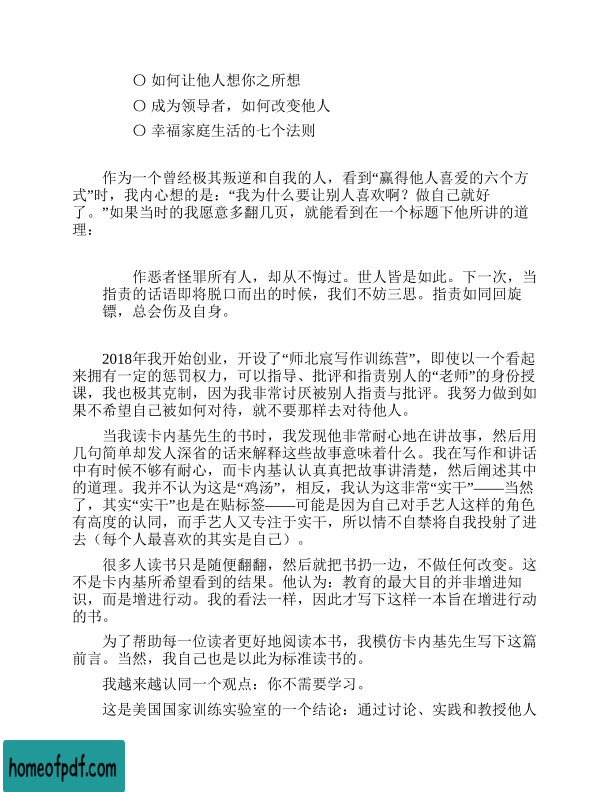 〇 如何让他人想你之所想
〇 成为领导者，如何改变他人
〇 幸福家庭生活的七个法则
作为一个曾经极其叛逆和自我的人，看到“赢得他人喜爱的六个方
式”时，我内心想的是：“我为什么要让别人喜欢啊？做自己就好
了。”如果当时的我愿意多翻几页，就能看到在一个标题下他所讲的道
理：
作恶者怪罪所有人，却从不悔过。世人皆是如此。下一次，当
指责的话语即将脱口而出的时候，我们不妨三思。指责如同回旋
镖，总会伤及自身。
2018年我开始创业，开设了“师北宸写作训练营”，即使以一个看起
来拥有一定的惩罚权力，可以指导、批评和指责别人的“老师”的身份授
课，我也极其克制，因为我非常讨厌被别人指责与批评。我努力做到如
果不希望自己被如何对待，就不要那样去对待他人。
当我读卡内基先生的书时，我发现他非常耐心地在讲故事，然后用
几句简单却发人深省的话来解释这些故事意味着什么。我在写作和讲话
中有时候不够有耐心，而卡内基认认真真把故事讲清楚，然后阐述其中
的道理。我并不认为这是“鸡汤”，相反，我认为这非常“实干”——当然
了，其实“实干”也是在贴标签——可能是因为自己对手艺人这样的角色
有高度的认同，而手艺人又专注于实干，所以情不自禁将自我投射了进
去（每个人最喜欢的其实是自己）。
很多人读书只是随便翻翻，然后就把书扔一边，不做任何改变。这
不是卡内基所希望看到的结果。他认为：教育的最大目的并非增进知
识，而是增进行动。我的看法一样，因此才写下这样一本旨在增进行动
的书。
为了帮助每一位读者更好地阅读本书，我模仿卡内基先生写下这篇
前言。当然，我自己也是以此为标准读书的。
我越来越认同一个观点：你不需要学习。
这是美国国家训练实验室的一个结论：通过讨论、实践和教授他人
homeofpdf.com